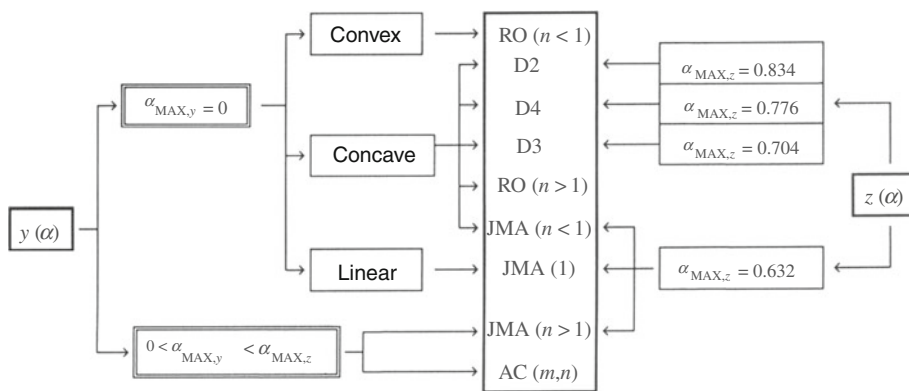 Convex
RO (n < 1)
D2
α_MAX,z = 0.834
α_MAX,y = 0
D4
α_MAX,z = 0.776
Concave
D3
α_MAX,z = 0.704
RO (n > 1)
z (α)
y (α)
JMA (n < 1)
Linear
JMA (1)
α_MAX,z = 0.632
0 < α_MAX,y < α_MAX,z
JMA (n > 1)
AC (m,n)